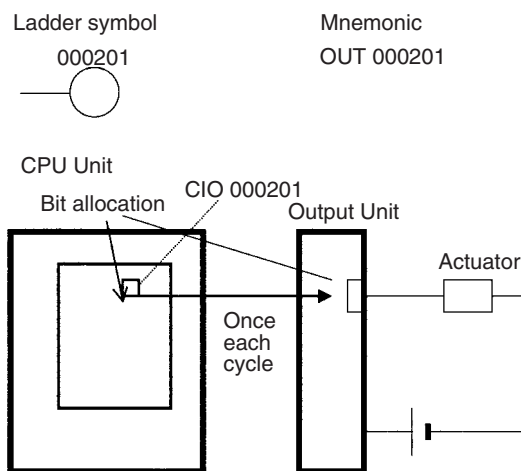 Ladder symbol
Mnemonic
000201
OUT 000201
CPU Unit
CIO 000201
Bit allocation
Output Unit
Actuator
Once
each
cycle